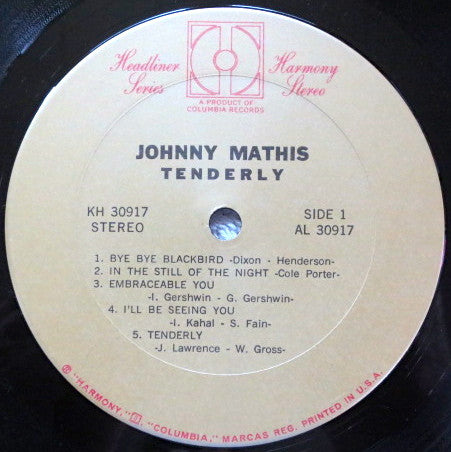 Headliner Harmony
Series Stereo
A PRODUCT OF
COLUMBIA RECORDS
JOHNNY MATHIS
TENDERLY
KH 30917 SIDE 1
STEREO AL 30917
1. BYE BYE BLACKBIRD -Dixon - Henderson-
2. IN THE STILL OF THE NIGHT -Cole Porter-
3. EMBRACEABLE YOU
-I. Gershwin - G. Gershwin-
4. I'LL BE SEEING YOU
-I. Kahal - S. Fain-
5. TENDERLY
-J. Lawrence - W. Gross-
Ⓡ "HARMONY," "COLUMBIA," MARCAS REG. PRINTED IN U.S.A.